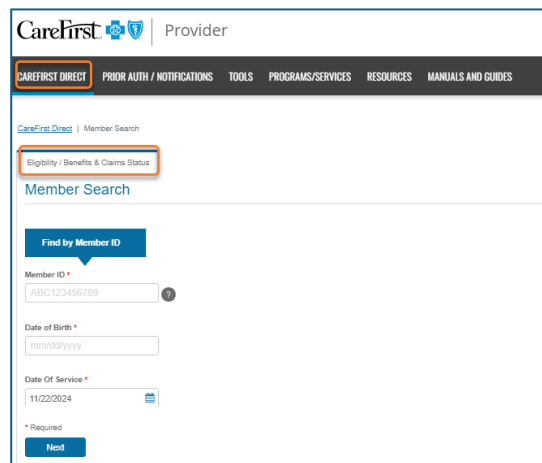 CareFirst. Provider
CAREFIRST DIRECT PRIOR AUTH / NOTIFICATIONS TOOLS PROGRAMS/SERVICES RESOURCES MANUALS AND GUIDES
CareFirst Direct | Member Search
Eligibility / Benefits & Claims Status
Member Search
Find by Member ID
Member ID *
ABC123456789 ?
Date of Birth *
mm/dd/yyyy
Date Of Service *
11/22/2024
* Required
Next